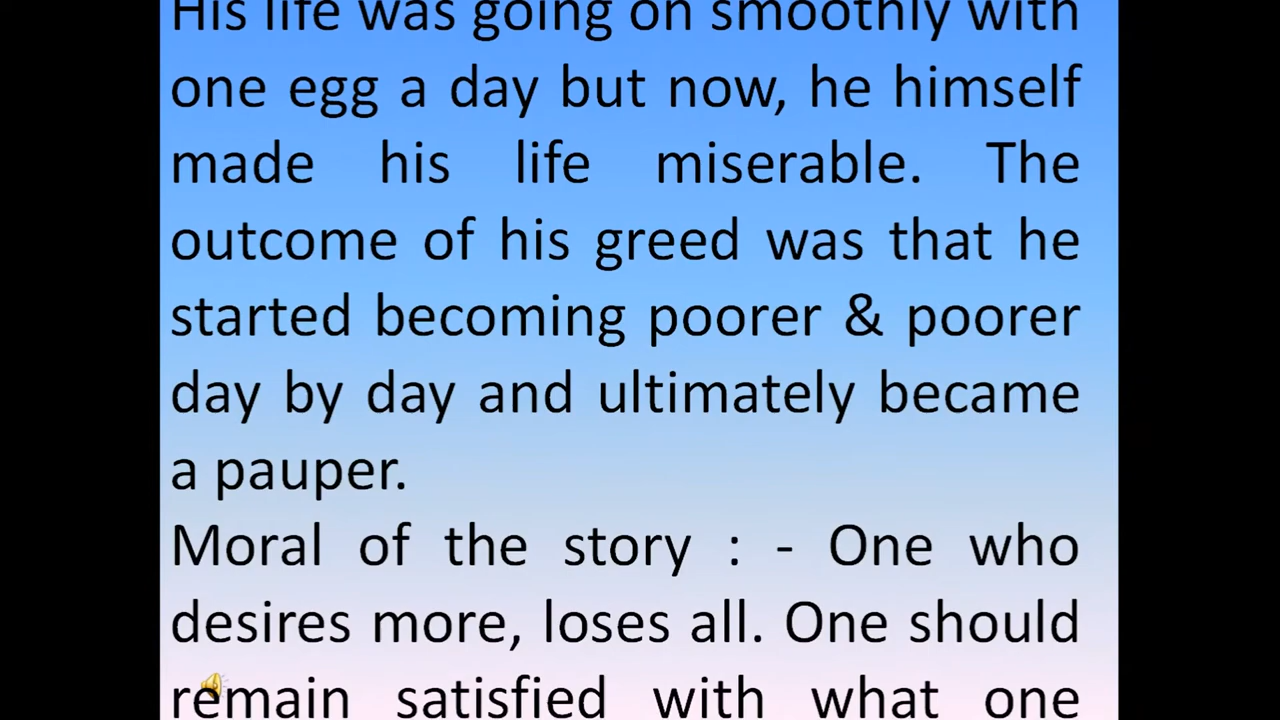 His life was going on smoothly with
one egg a day but now, he himself
made his life miserable. The
outcome of his greed was that he
started becoming poorer & poorer
day by day and ultimately became
a pauper.
Moral of the story : - One who
desires more, loses all. One should
remain satisfied with what one